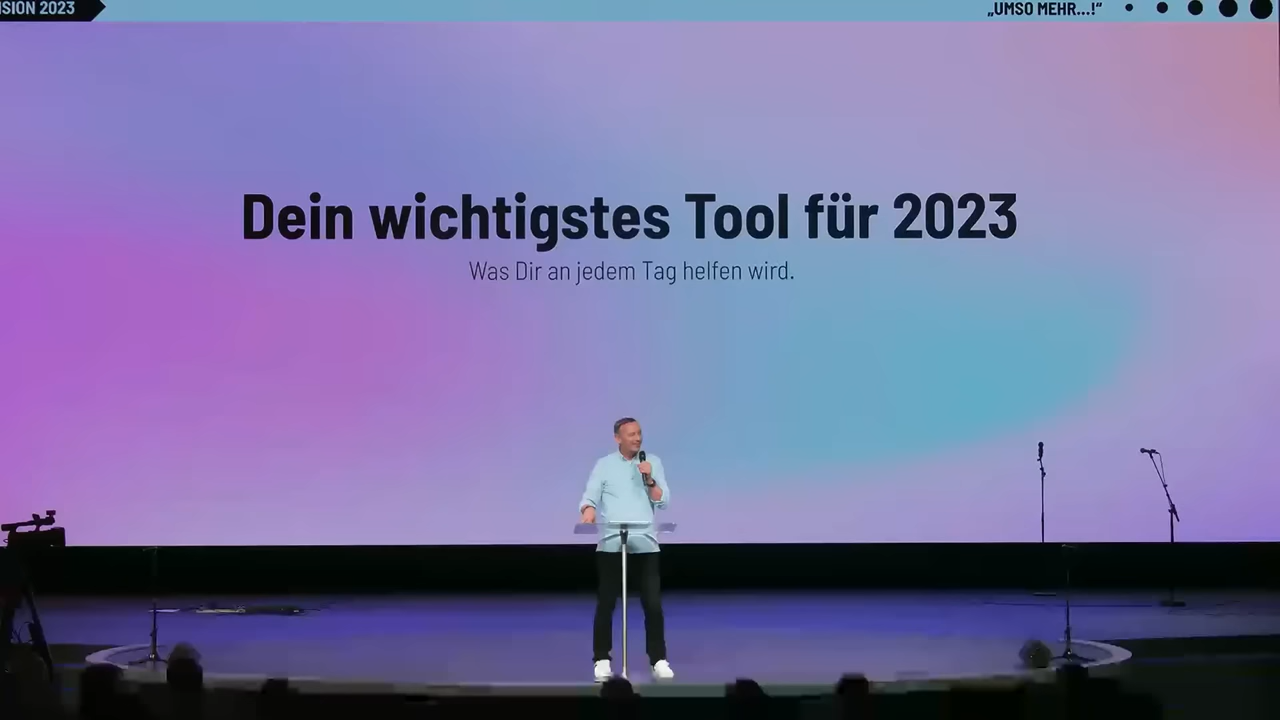 ISION 2023
„UMSO MEHR...!“
Dein wichtigstes Tool für 2023
Was Dir an jedem Tag helfen wird.